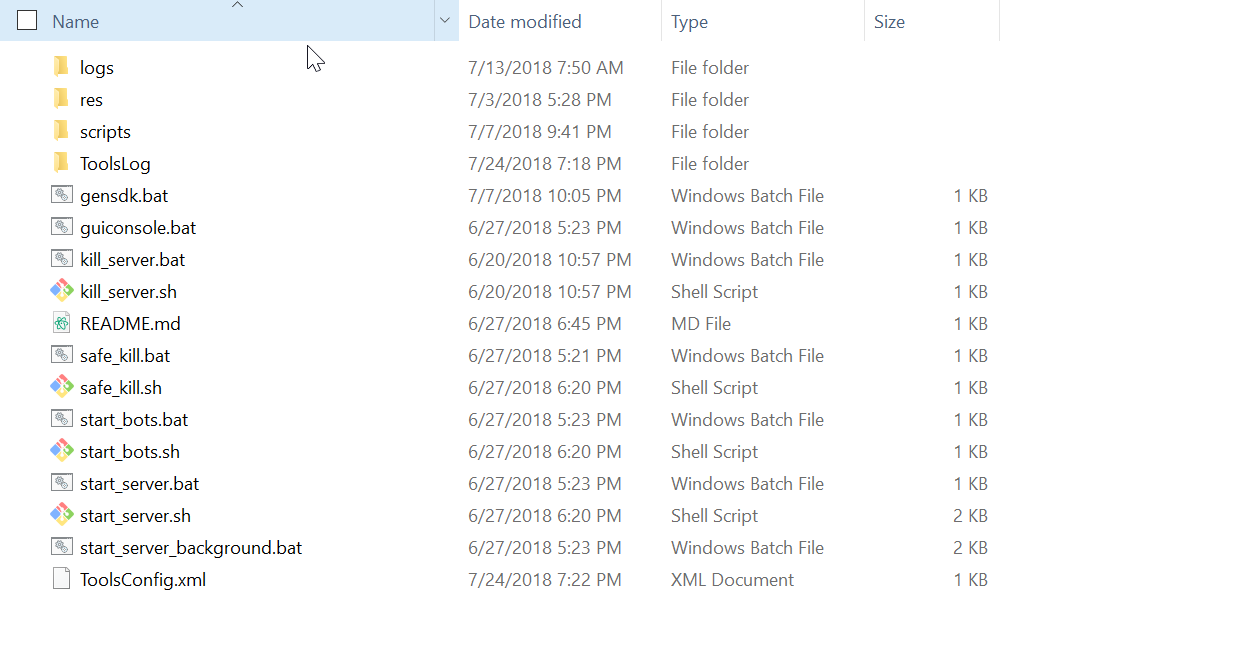 Name Date modified Type Size
logs 7/13/2018 7:50 AM File folder
res 7/3/2018 5:28 PM File folder
scripts 7/7/2018 9:41 PM File folder
ToolsLog 7/24/2018 7:18 PM File folder
gensdk.bat 7/7/2018 10:05 PM Windows Batch File 1 KB
guiconsole.bat 6/27/2018 5:23 PM Windows Batch File 1 KB
kill_server.bat 6/20/2018 10:57 PM Windows Batch File 1 KB
kill_server.sh 6/20/2018 10:57 PM Shell Script 1 KB
README.md 6/27/2018 6:45 PM MD File 1 KB
safe_kill.bat 6/27/2018 5:21 PM Windows Batch File 1 KB
safe_kill.sh 6/27/2018 6:20 PM Shell Script 1 KB
start_bots.bat 6/27/2018 5:23 PM Windows Batch File 1 KB
start_bots.sh 6/27/2018 6:20 PM Shell Script 1 KB
start_server.bat 6/27/2018 5:23 PM Windows Batch File 1 KB
start_server.sh 6/27/2018 6:20 PM Shell Script 2 KB
start_server_background.bat 6/27/2018 5:23 PM Windows Batch File 2 KB
ToolsConfig.xml 7/24/2018 7:22 PM XML Document 1 KB